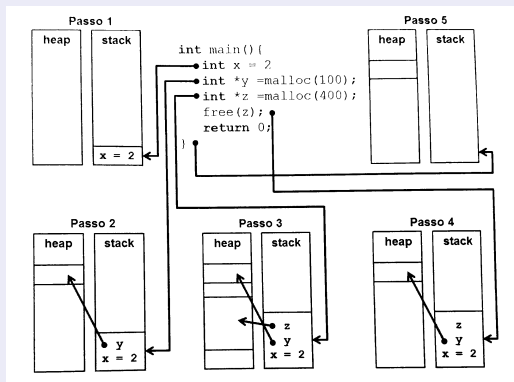 Passo 1
heap stack
x = 2
int main(){
int x = 2
int *y =malloc(100);
int *z =malloc(400);
free(z);
return 0;
}
Passo 5
heap stack
Passo 2
heap stack
y
x = 2
Passo 3
heap stack
z
y
x = 2
Passo 4
heap stack
z
y
x = 2